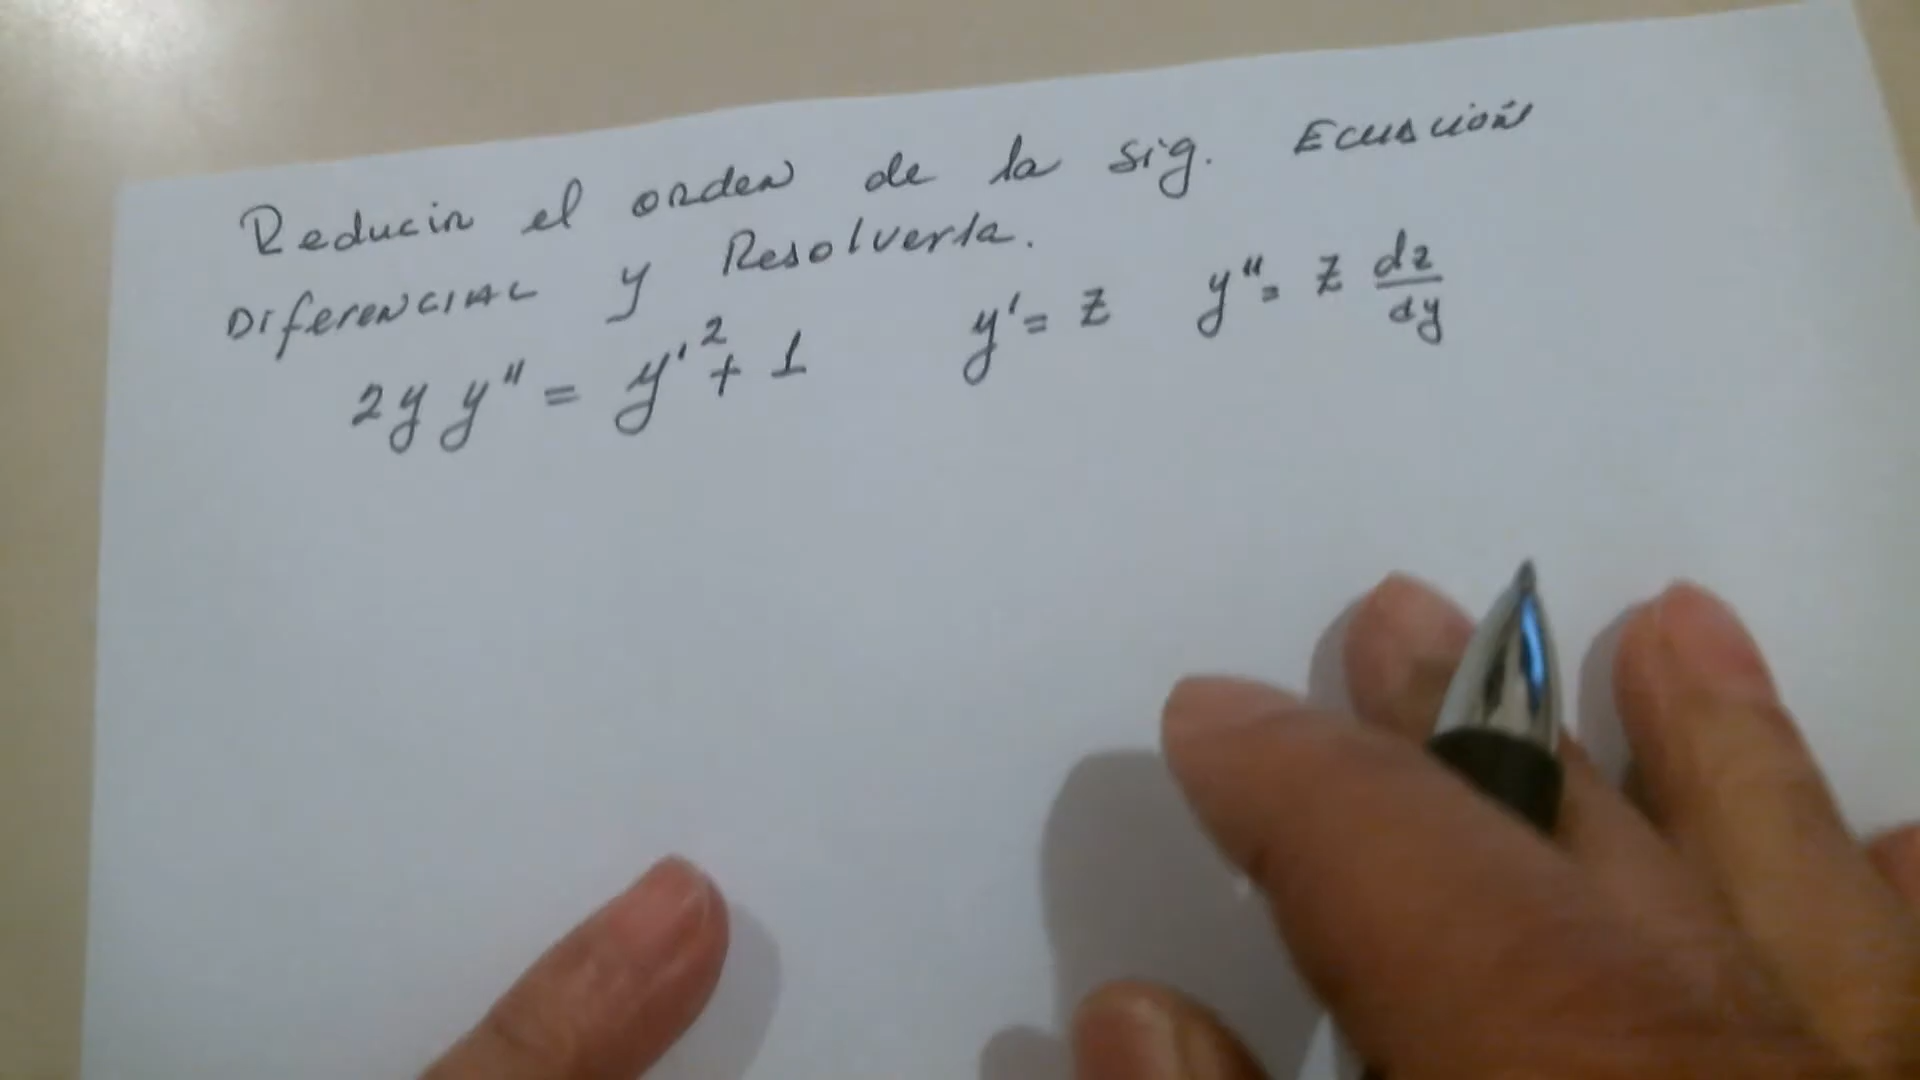 Reducir el orden de la sig. Ecuación
Diferencial y Resolverla.
2y y" = y'² + 1 y' = z y" = z dz/dy